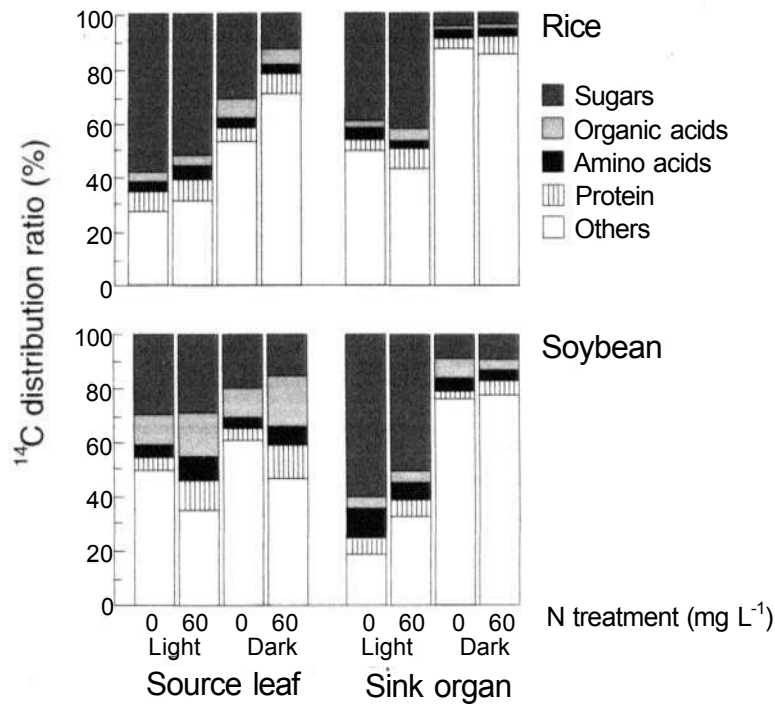 Rice
100
80
60
40
20
0
Sugars
Organic acids
Amino acids
Protein
Others
¹⁴C distribution ratio (%)
Soybean
100
80
60
40
20
0
0 60 0 60 0 60 0 60
N treatment (mg L⁻¹)
Light Dark Light Dark
Source leaf Sink organ